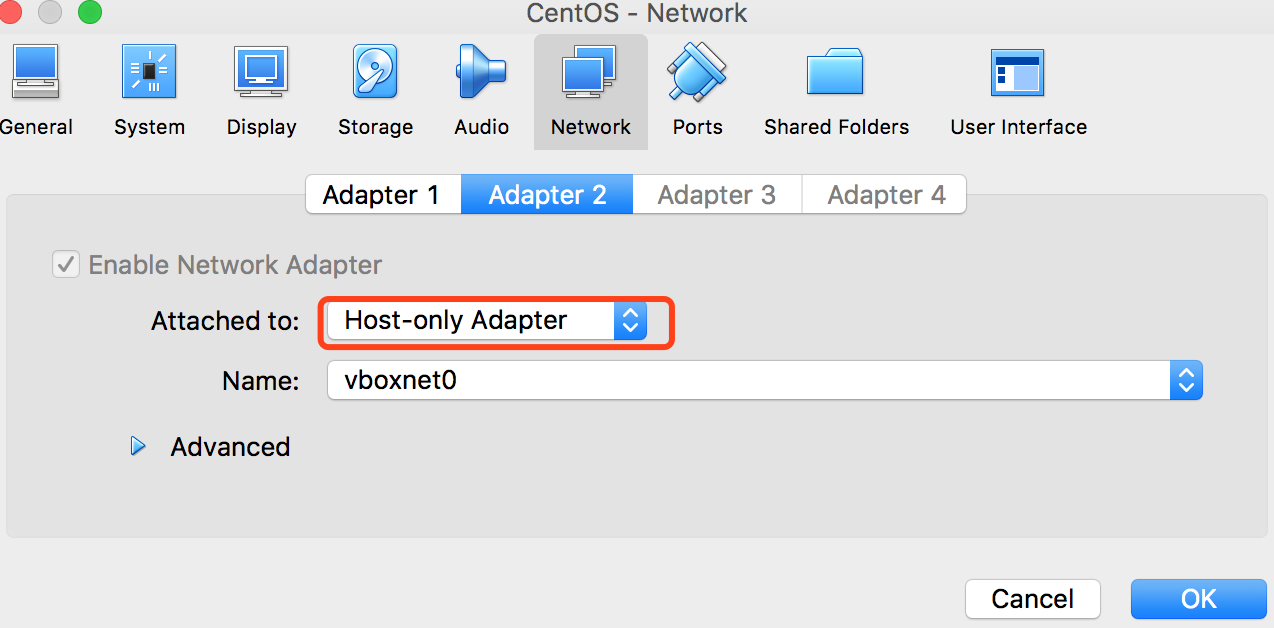 CentOS - Network
General System Display Storage Audio Network Ports Shared Folders User Interface
Adapter 1 Adapter 2 Adapter 3 Adapter 4
Enable Network Adapter
Attached to: Host-only Adapter
Name: vboxnet0
Advanced
Cancel OK